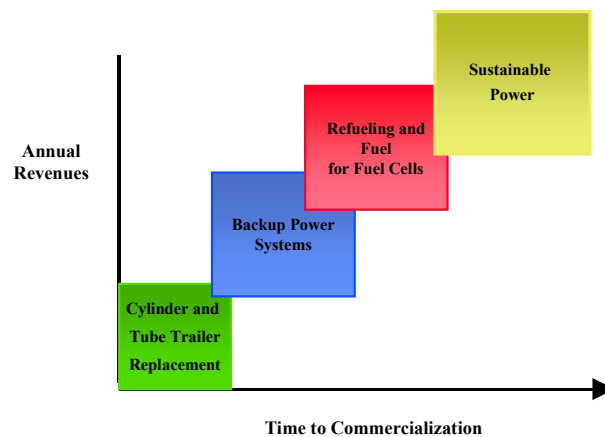 Sustainable
Power
Refueling and
Fuel
for Fuel Cells
Annual
Revenues
Backup Power
Systems
Cylinder and
Tube Trailer
Replacement
Time to Commercialization